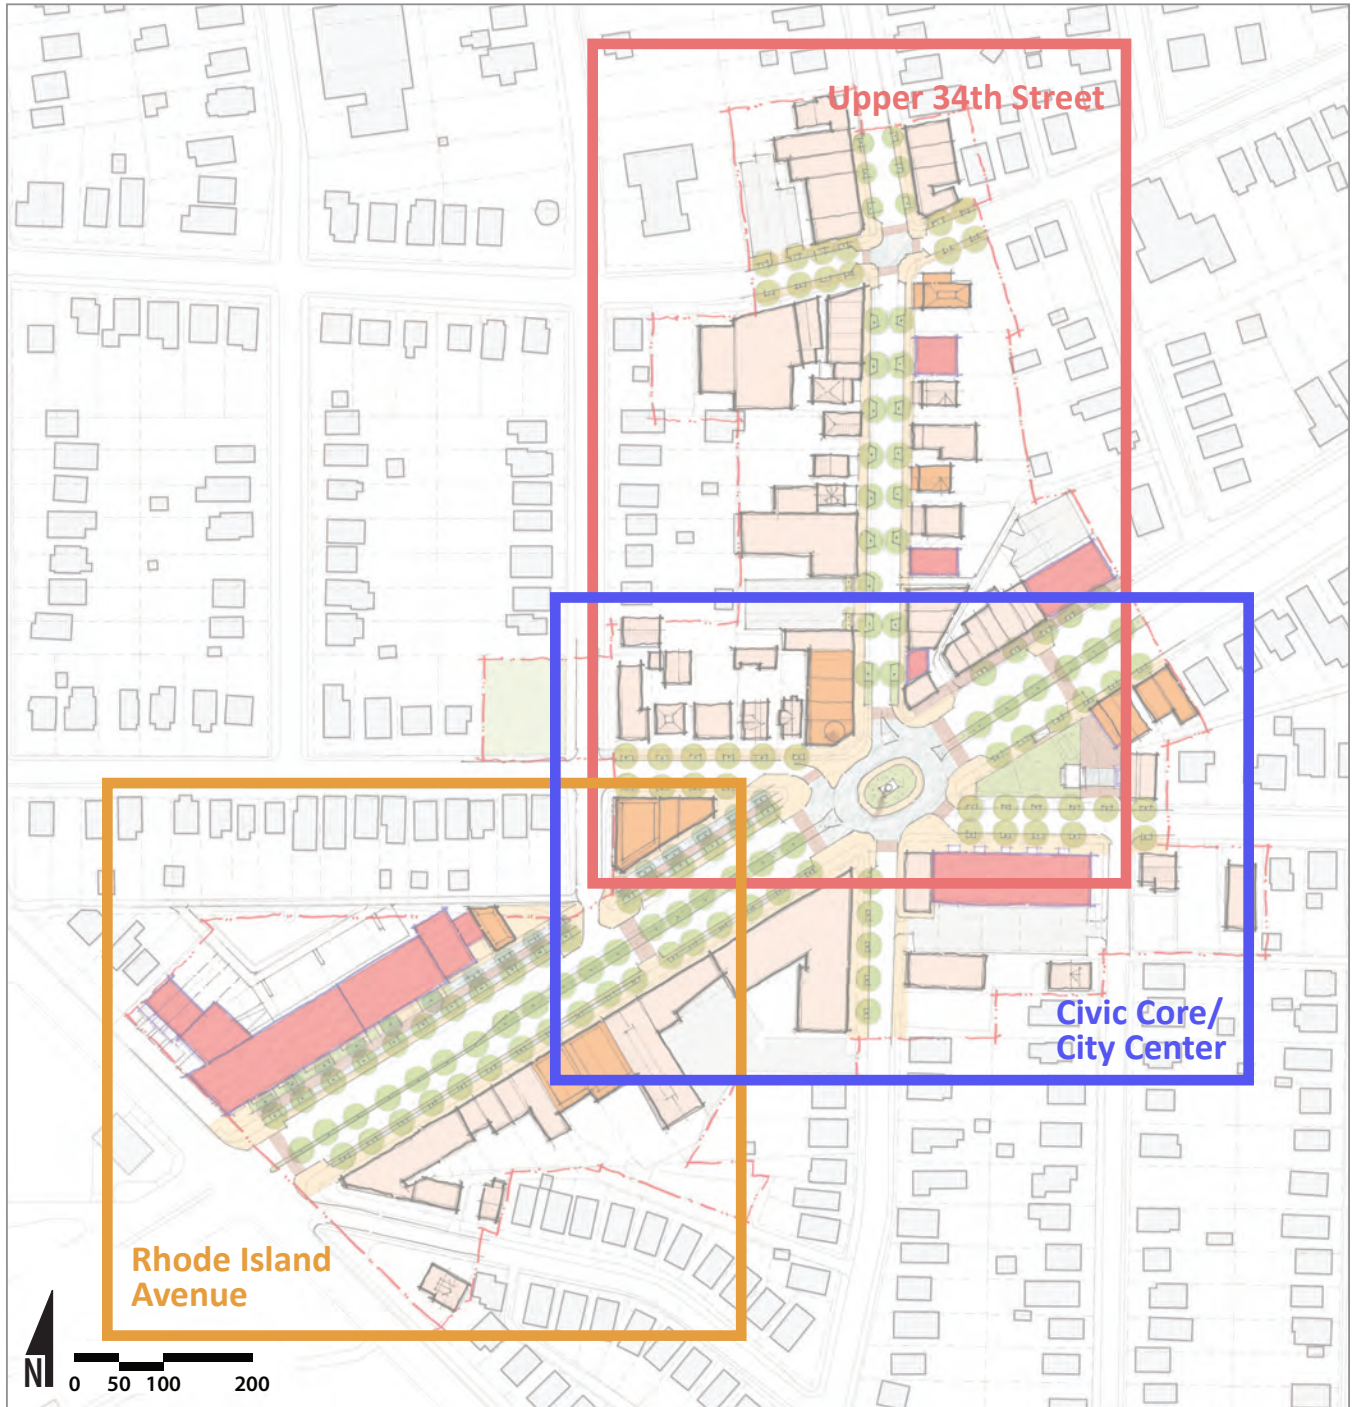 Upper 34th Street
Civic Core/
City Center
Rhode Island
Avenue
N
0 50 100 200